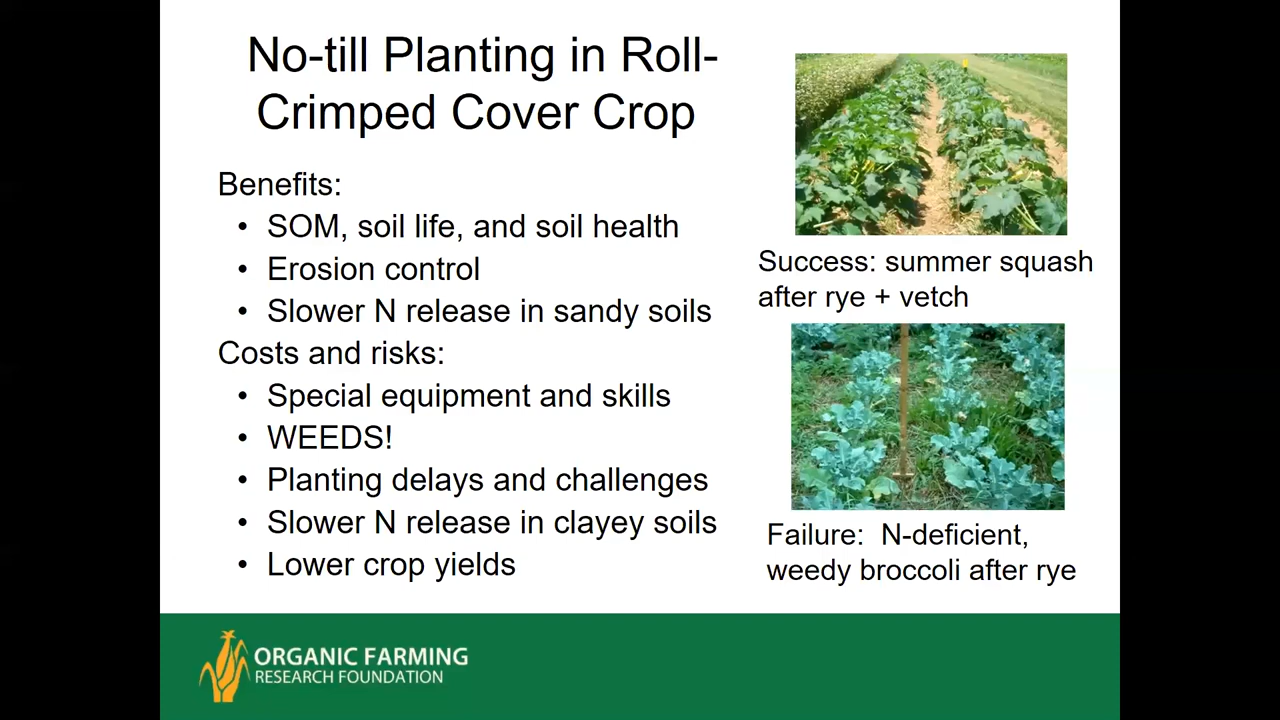 No-till Planting in Roll-
Crimped Cover Crop
Benefits:
• SOM, soil life, and soil health
• Erosion control
• Slower N release in sandy soils
Costs and risks:
• Special equipment and skills
• WEEDS!
• Planting delays and challenges
• Slower N release in clayey soils
• Lower crop yields
Success: summer squash
after rye + vetch
Failure: N-deficient,
weedy broccoli after rye
ORGANIC FARMING
RESEARCH FOUNDATION